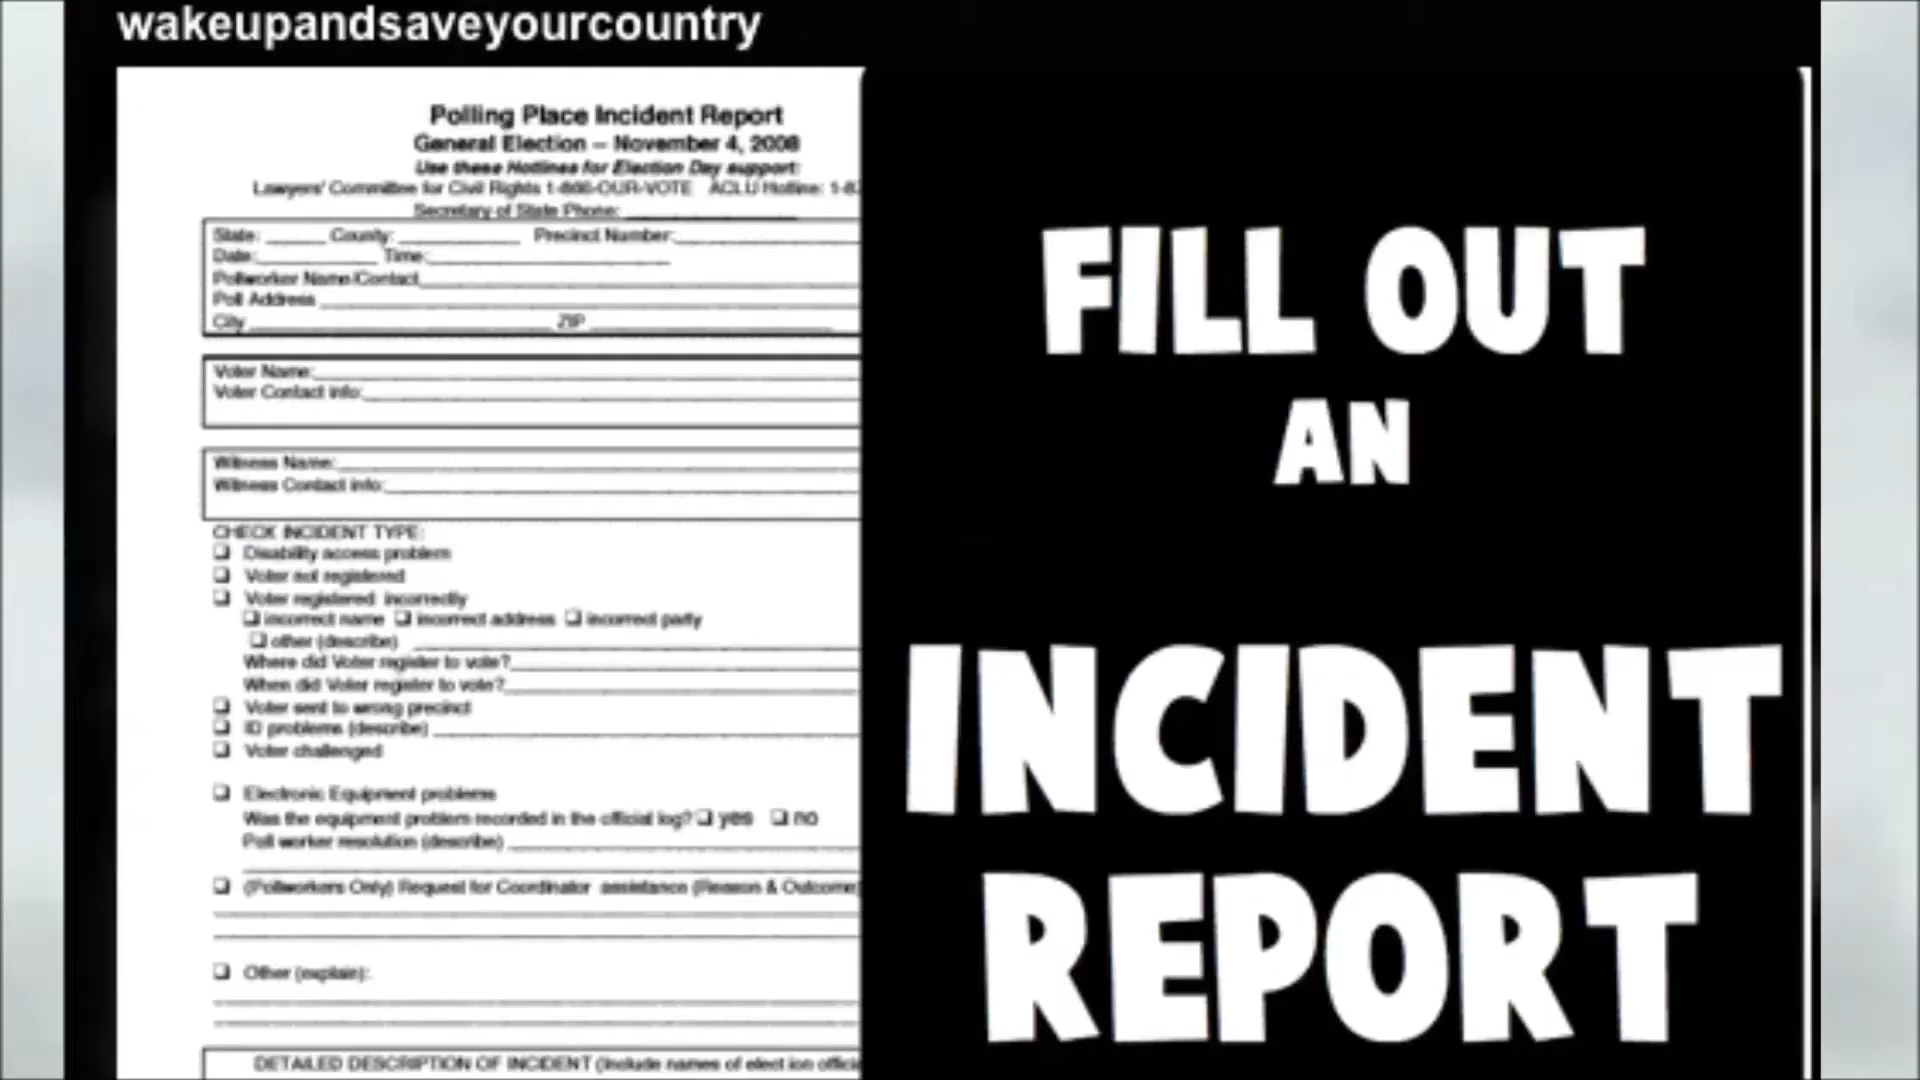 wakeupandsaveyourcountry
Polling Place Incident Report
General Election – November 4, 2008
Use these Hotlines for Election Day support:
Lawyers' Committee for Civil Rights 1-866-OUR-VOTE ACLU Hotline: 1-8
Secretary of State Phone:
State: County: Precinct Number:
Date: Time:
Pollworker Name/Contact
Poll Address
City ZIP
Voter Name:
Voter Contact info:
Witness Name:
Witness Contact info:
CHECK INCIDENT TYPE:
❏ Disability access problem
❏ Voter not registered
❏ Voter registered incorrectly
❏ incorrect name ❏ incorrect address ❏ incorrect party
❏ other (describe)
Where did Voter register to vote?
When did Voter register to vote?
❏ Voter sent to wrong precinct
❏ ID problems (describe)
❏ Voter challenged
❏ Electronic Equipment problems
Was the equipment problem recorded in the official log? ❏ yes ❏ no
Poll worker resolution (describe)
❏ (Pollworkers Only) Request for Coordinator assistance (Reason & Outcome
❏ Other (explain):
DETAILED DESCRIPTION OF INCIDENT (Include names of elect ion offici
FILL OUT
AN
INCIDENT
REPORT